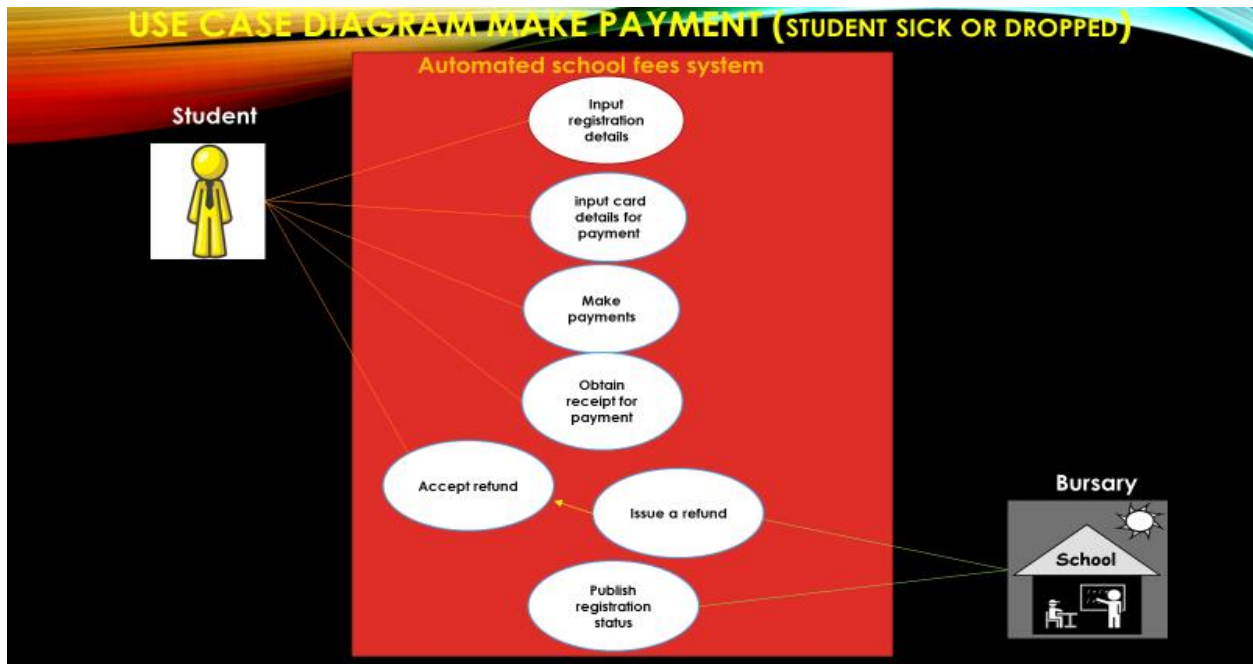 USE CASE DIAGRAM MAKE PAYMENT (STUDENT SICK OR DROPPED)
Automated school fees system
Student
Input
registration
details
input card
details for
payment
Make
payments
Obtain
receipt for
payment
Accept refund
Issue a refund
Bursary
School
Publish
registration
status